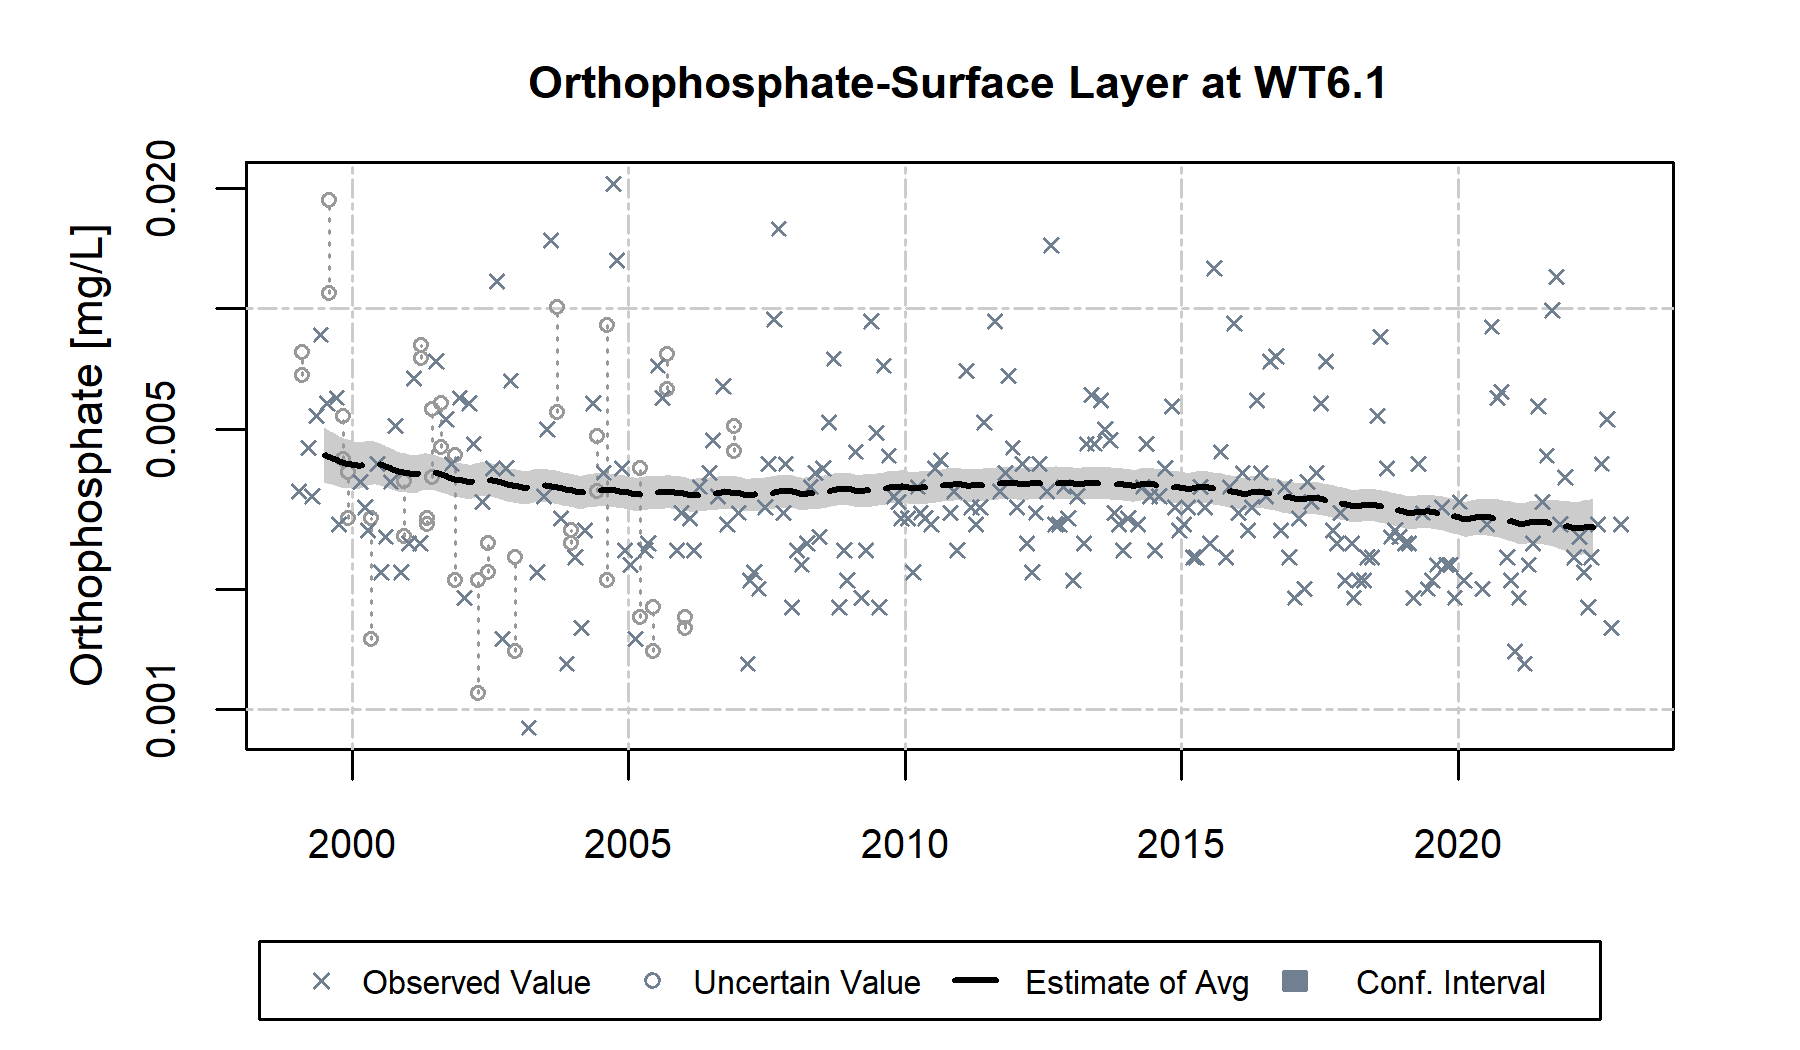 Orthophosphate-Surface Layer at WT6.1
Orthophosphate [mg/L]
0.020
0.005
0.001
2000 2005 2010 2015 2020
Observed Value Uncertain Value Estimate of Avg Conf. Interval